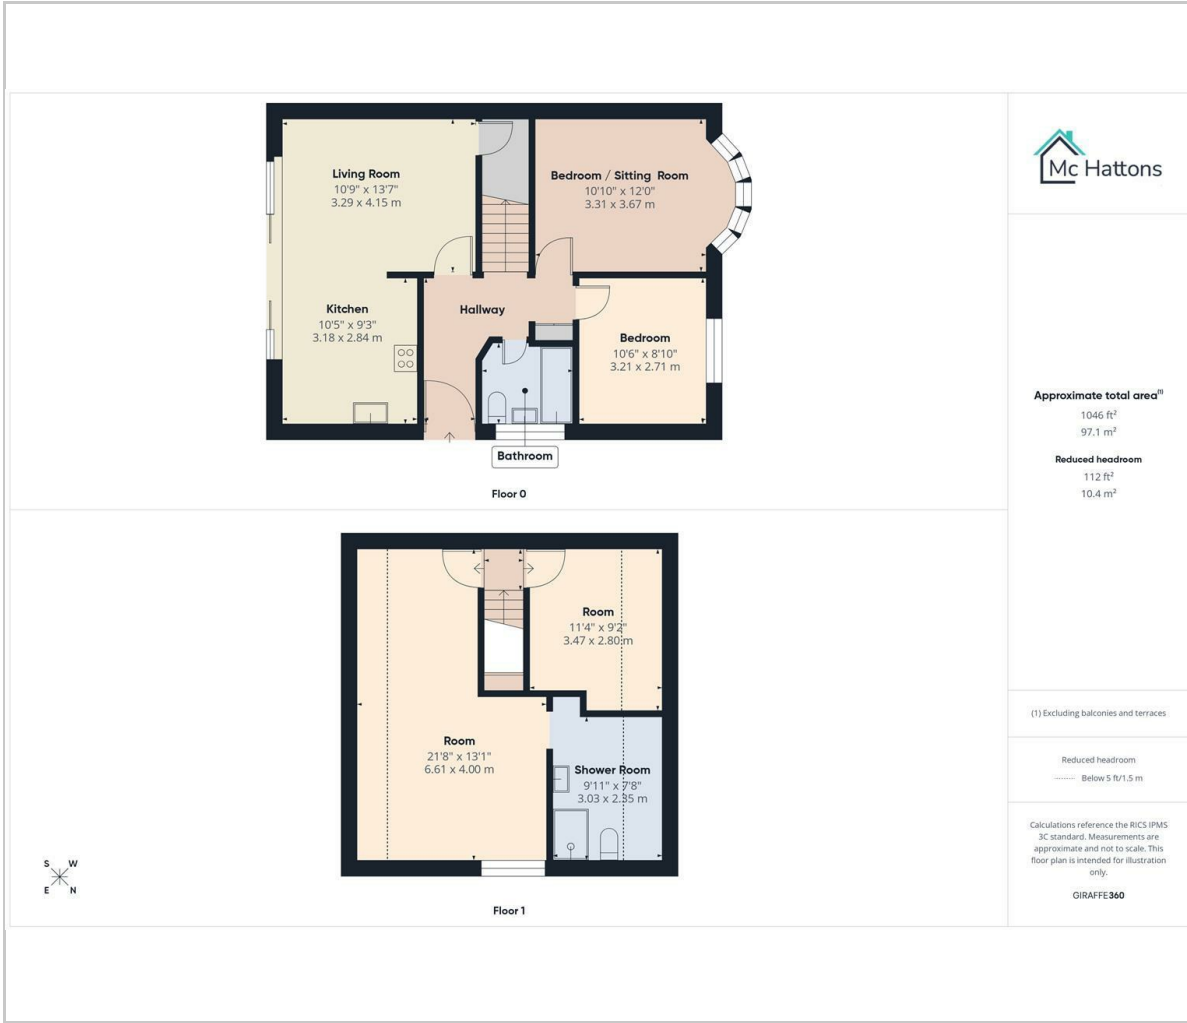 Living Room
10'9" x 13'7"
3.29 x 4.15 m
Bedroom / Sitting Room
10'10" x 12'0"
3.31 x 3.67 m
Kitchen
10'5" x 9'3"
3.18 x 2.84 m
Hallway
Bedroom
10'6" x 8'10"
3.21 x 2.71 m
Bathroom
Floor 0
Room
11'4" x 9'2"
3.47 x 2.80 m
Room
21'8" x 13'1"
6.61 x 4.00 m
Shower Room
9'11" x 7'8"
3.03 x 2.35 m
S W
E N
Floor 1
Mc Hattons
Approximate total area(1)
1046 ft²
97.1 m²
Reduced headroom
112 ft²
10.4 m²
(1) Excluding balconies and terraces
Reduced headroom
Below 5 ft/1.5 m
Calculations reference the RICS IPMS
3C standard. Measurements are
approximate and not to scale. This
floor plan is intended for illustration
only.
GIRAFFE360